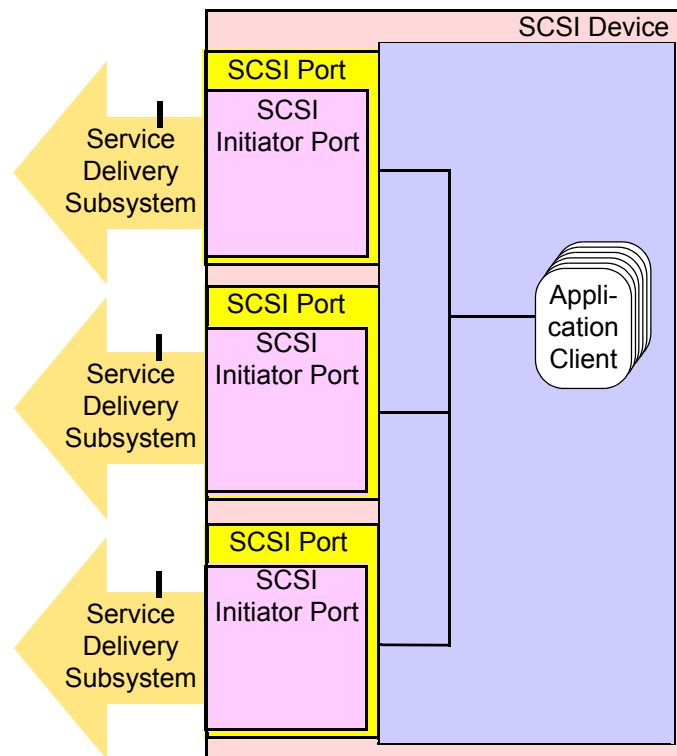 SCSI Device
SCSI Port
SCSI
Initiator Port
Service
Delivery
Subsystem
SCSI Port
SCSI
Initiator Port
Service
Delivery
Subsystem
Appli-
cation
Client
SCSI Port
SCSI
Initiator Port
Service
Delivery
Subsystem